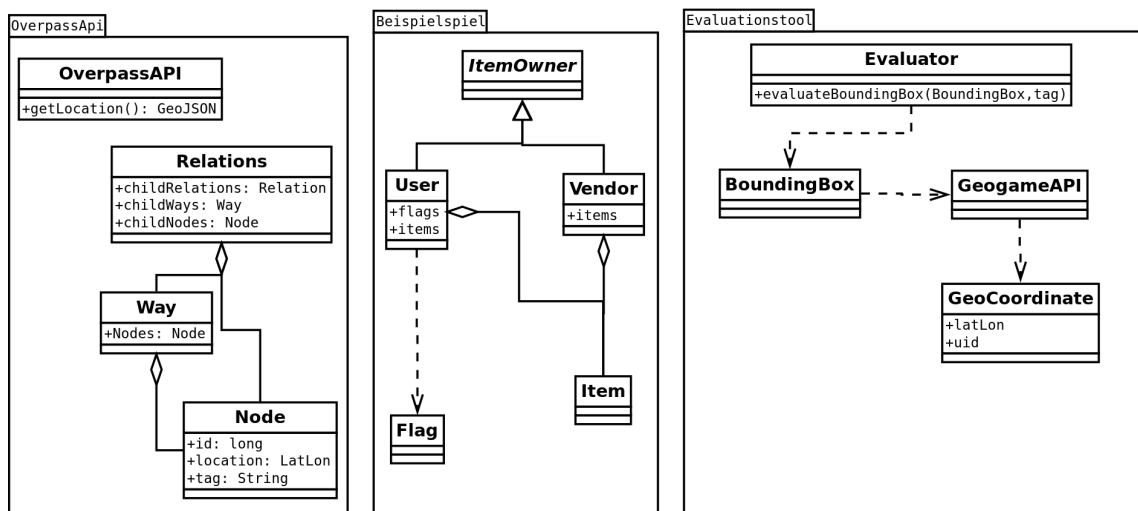 OverpassApi
OverpassAPI
+getLocation(): GeoJSON
Relations
+childRelations: Relation
+childWays: Way
+childNodes: Node
Way
+Nodes: Node
Node
+id: long
+location: LatLon
+tag: String
Beispielspiel
ItemOwner
User
+flags
+items
Vendor
+items
Item
Flag
Evaluationstool
Evaluator
+evaluateBoundingBox(BoundingBox,tag)
BoundingBox
GeogameAPI
GeoCoordinate
+latLon
+uid